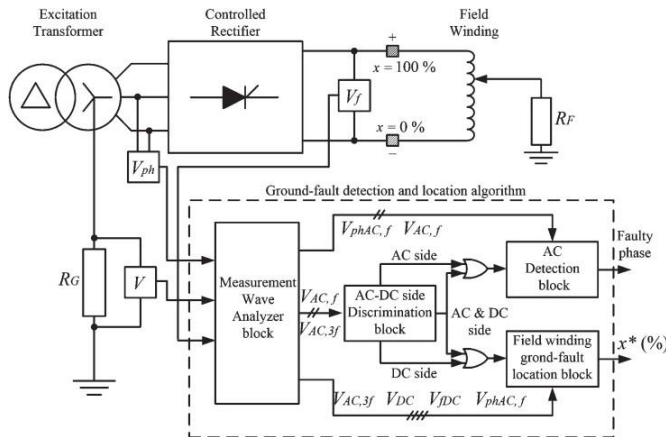 Excitation
Transformer
Controlled
Rectifier
Field
Winding
+
x = 100 %
V_f
x = 0 %
−
R_F
V_ph
Ground-fault detection and location algorithm
V_phAC,f V_AC,f
AC side
AC
Detection
block
Faulty
phase
R_G
V
Measurement
Wave
Analyzer
block
V_AC,f
V_AC,3f
AC-DC side
Discrimination
block
AC & DC
side
DC side
Field winding
grond-fault
location block
x* (%)
V_AC,3f V_DC V_fDC V_phAC,f